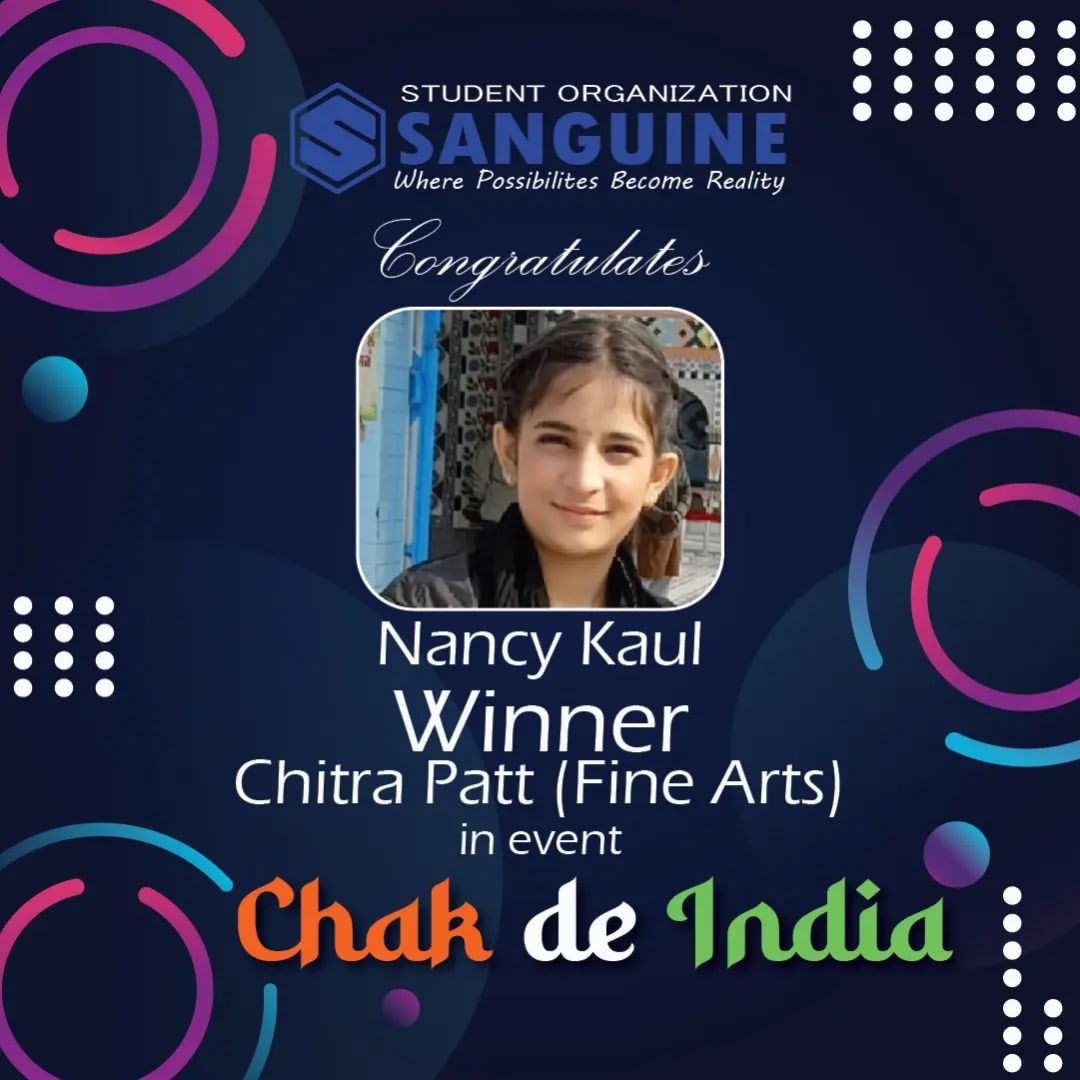 STUDENT ORGANIZATION
SANGUINE
Where Possibilites Become Reality
Congratulates
Nancy Kaul
Winner
Chitra Patt (Fine Arts)
in event
Chak de India